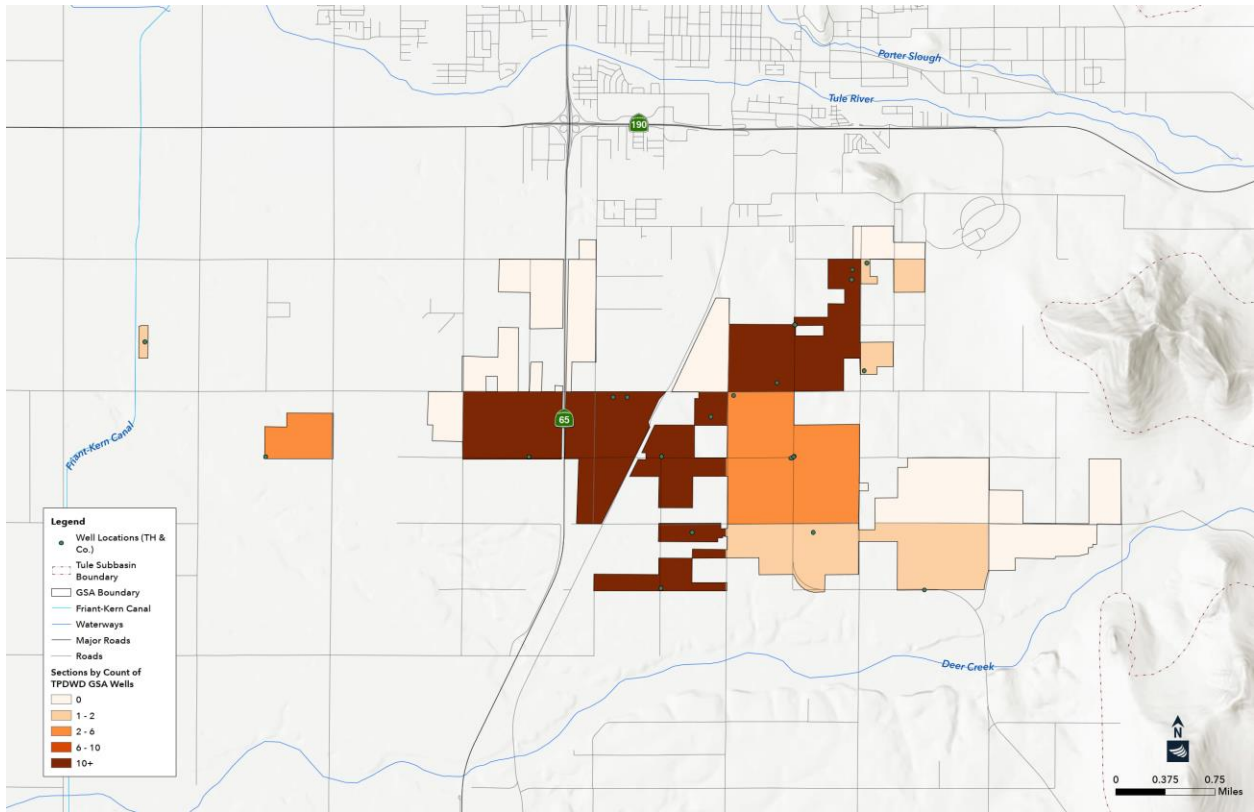 Porter Slough
Tule River
190
65
Friant-Kern Canal
Deer Creek
Legend
Well Locations (TH &
Co.)
Tule Subbasin
Boundary
GSA Boundary
Friant-Kern Canal
Waterways
Major Roads
Roads
Sections by Count of
TPDWD GSA Wells
0
1 - 2
2 - 6
6 - 10
10+
N
0 0.375 0.75
Miles